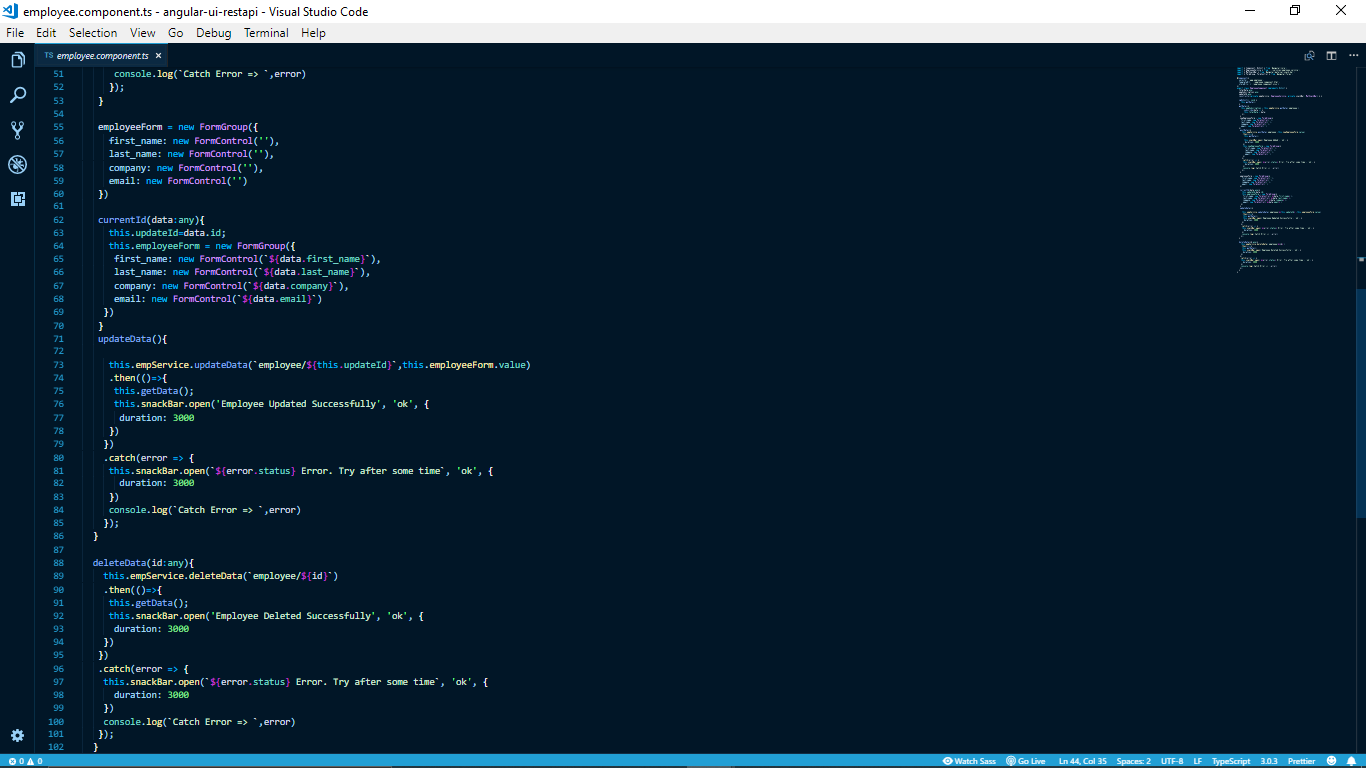 employee.component.ts - angular-ui-restapi - Visual Studio Code
File Edit Selection View Go Debug Terminal Help
TS employee.component.ts ×
51 console.log(`Catch Error => `,error)
52 });
53 }
54
55 employeeForm = new FormGroup({
56 first_name: new FormControl(''),
57 last_name: new FormControl(''),
58 company: new FormControl(''),
59 email: new FormControl('')
60 })
61
62 currentId(data:any){
63 this.updateId=data.id;
64 this.employeeForm = new FormGroup({
65 first_name: new FormControl(`${data.first_name}`),
66 last_name: new FormControl(`${data.last_name}`),
67 company: new FormControl(`${data.company}`),
68 email: new FormControl(`${data.email}`)
69 })
70 }
71 updateData(){
72
73 this.empService.updateData(`employee/${this.updateId}`,this.employeeForm.value)
74 .then(()=>{
75 this.getData();
76 this.snackBar.open('Employee Updated Successfully', 'ok', {
77 duration: 3000
78 })
79 })
80 .catch(error => {
81 this.snackBar.open(`${error.status} Error. Try after some time`, 'ok', {
82 duration: 3000
83 })
84 console.log(`Catch Error => `,error)
85 });
86 }
87
88 deleteData(id:any){
89 this.empService.deleteData(`employee/${id}`)
90 .then(()=>{
91 this.getData();
92 this.snackBar.open('Employee Deleted Successfully', 'ok', {
93 duration: 3000
94 })
95 })
96 .catch(error => {
97 this.snackBar.open(`${error.status} Error. Try after some time`, 'ok', {
98 duration: 3000
99 })
100 console.log(`Catch Error => `,error)
101 });
102 }
0 0 Watch Sass Go Live Ln 44, Col 35 Spaces: 2 UTF-8 LF TypeScript 3.0.3 Prettier